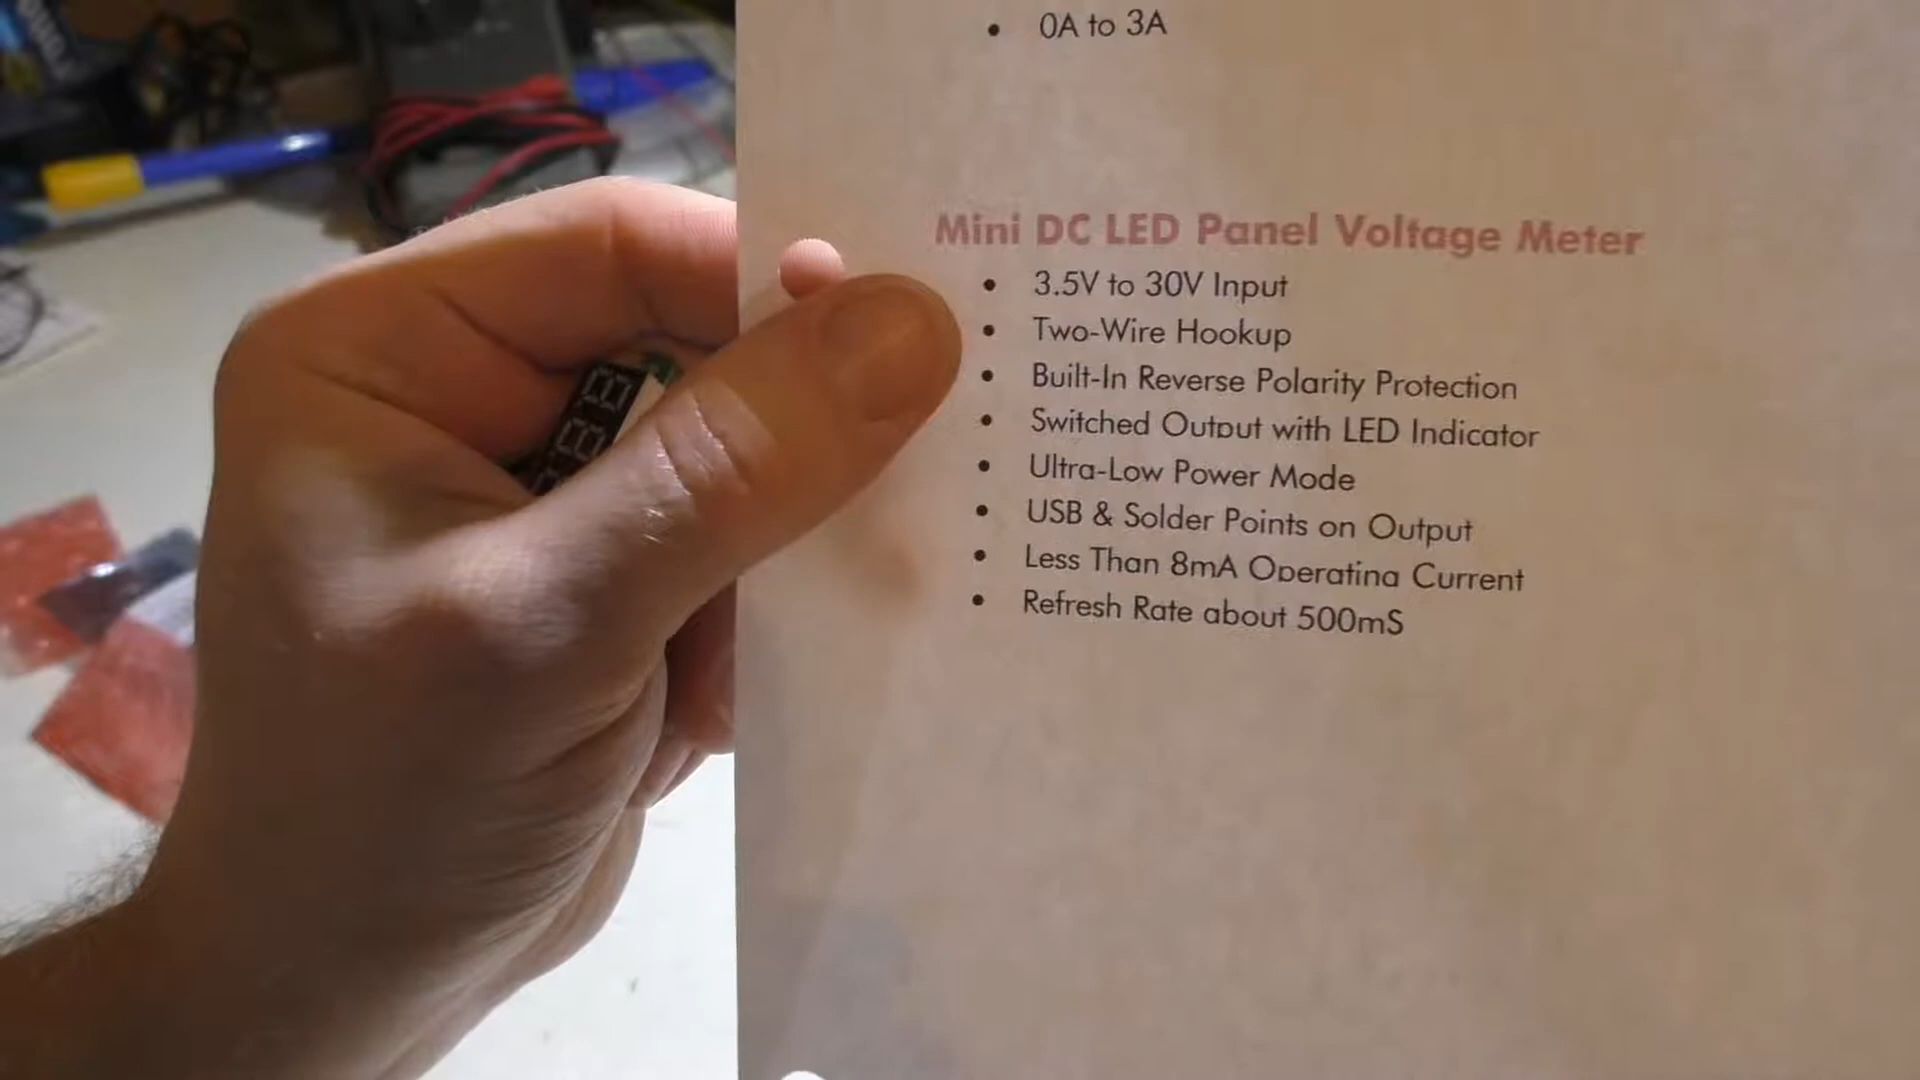 0A to 3A
Mini DC LED Panel Voltage Meter
3.5V to 30V Input
Two-Wire Hookup
Built-In Reverse Polarity Protection
Switched Output with LED Indicator
Ultra-Low Power Mode
USB & Solder Points on Output
Less Than 8mA Operating Current
Refresh Rate about 500mS